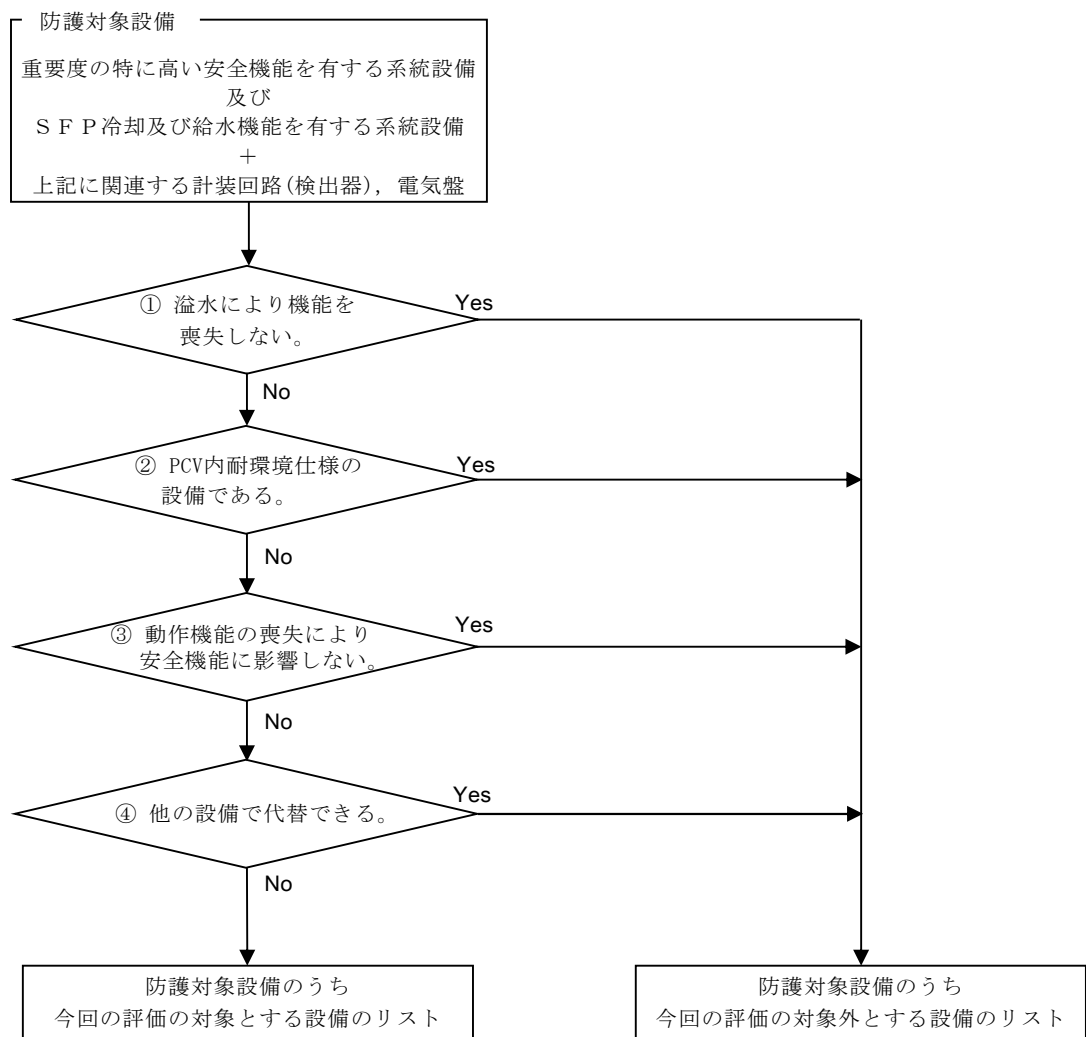 防護対象設備
重要度の特に高い安全機能を有する系統設備
及び
ＳＦＰ冷却及び給水機能を有する系統設備
＋
上記に関連する計装回路(検出器), 電気盤
① 溢水により機能を
喪失しない。
Yes
No
② PCV内耐環境仕様の
設備である。
Yes
No
③ 動作機能の喪失により
安全機能に影響しない。
Yes
No
④ 他の設備で代替できる。
Yes
No
防護対象設備のうち
今回の評価の対象とする設備のリスト
防護対象設備のうち
今回の評価の対象外とする設備のリスト